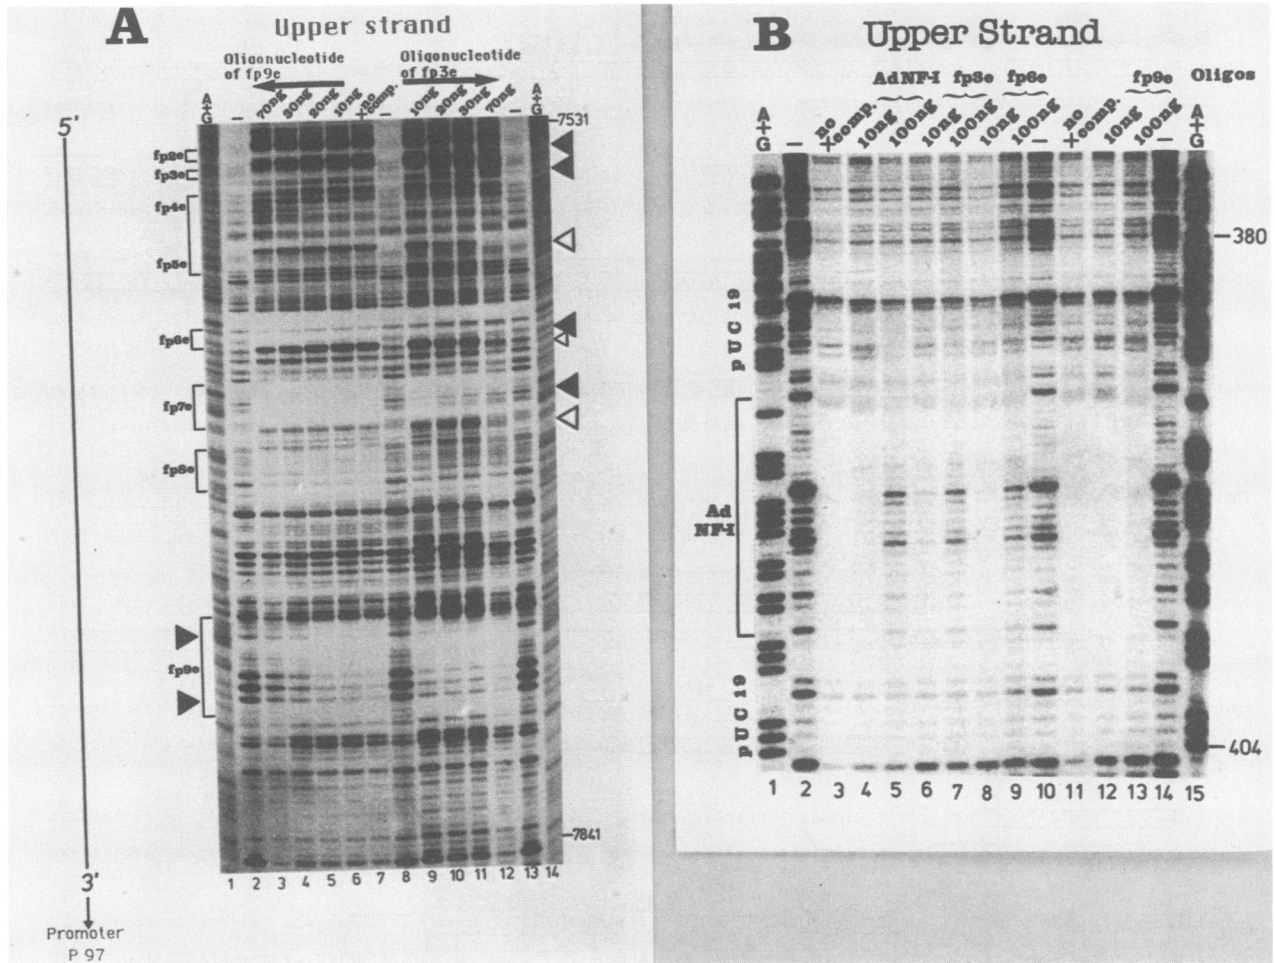 A
Upper strand
Oligonucleotide of fp9e
Oligonucleotide of fp3e
A+G
–
70ng
30ng
20ng
10ng
+ no comp.
–
10ng
20ng
30ng
70ng
–
A+G
5'
7531
fp2e
fp3e
fp4e
fp5e
fp6e
fp7e
fp8e
fp9e
7841
1 2 3 4 5 6 7 8 9 10 11 12 13 14
3'
Promoter
P 97
B
Upper Strand
AdNF-I fp3e fp6e fp9e Oligos
A+G
–
+ no comp.
10ng
100ng
10ng
100ng
10ng
100ng
–
+ no comp.
10ng
100ng
–
A+G
380
pUC 19
Ad NF-I
pUC 19
404
1 2 3 4 5 6 7 8 9 10 11 12 13 14 15